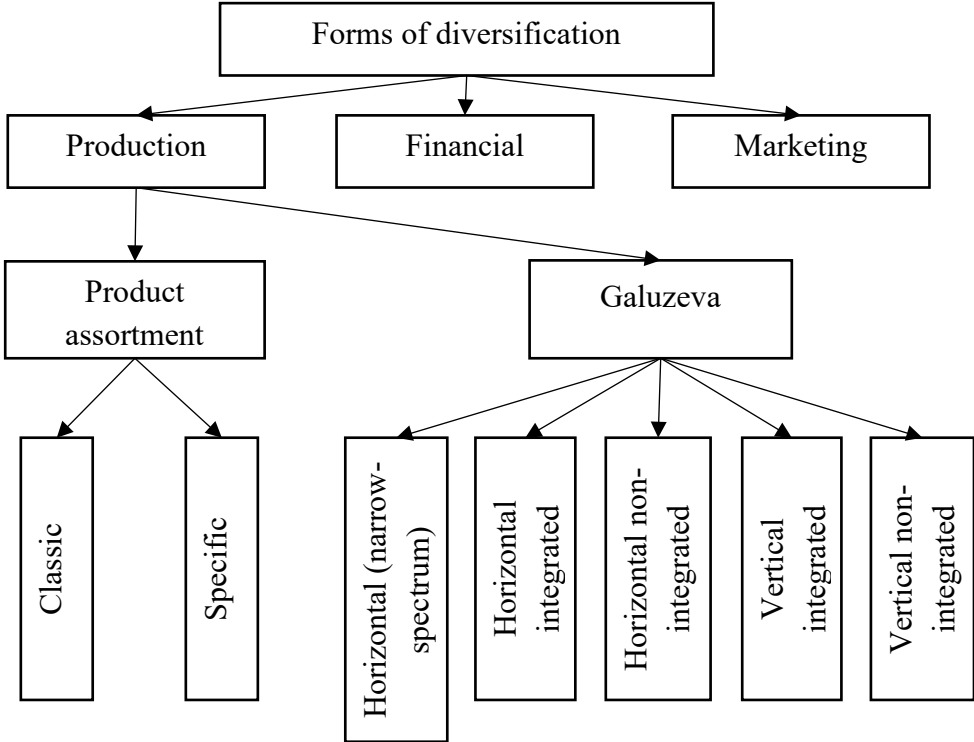 Forms of diversification
Production
Financial
Marketing
Product
assortment
Galuzeva
Classic
Specific
Horizontal (narrow-
spectrum)
Horizontal
integrated
Horizontal non-
integrated
Vertical
integrated
Vertical non-
integrated